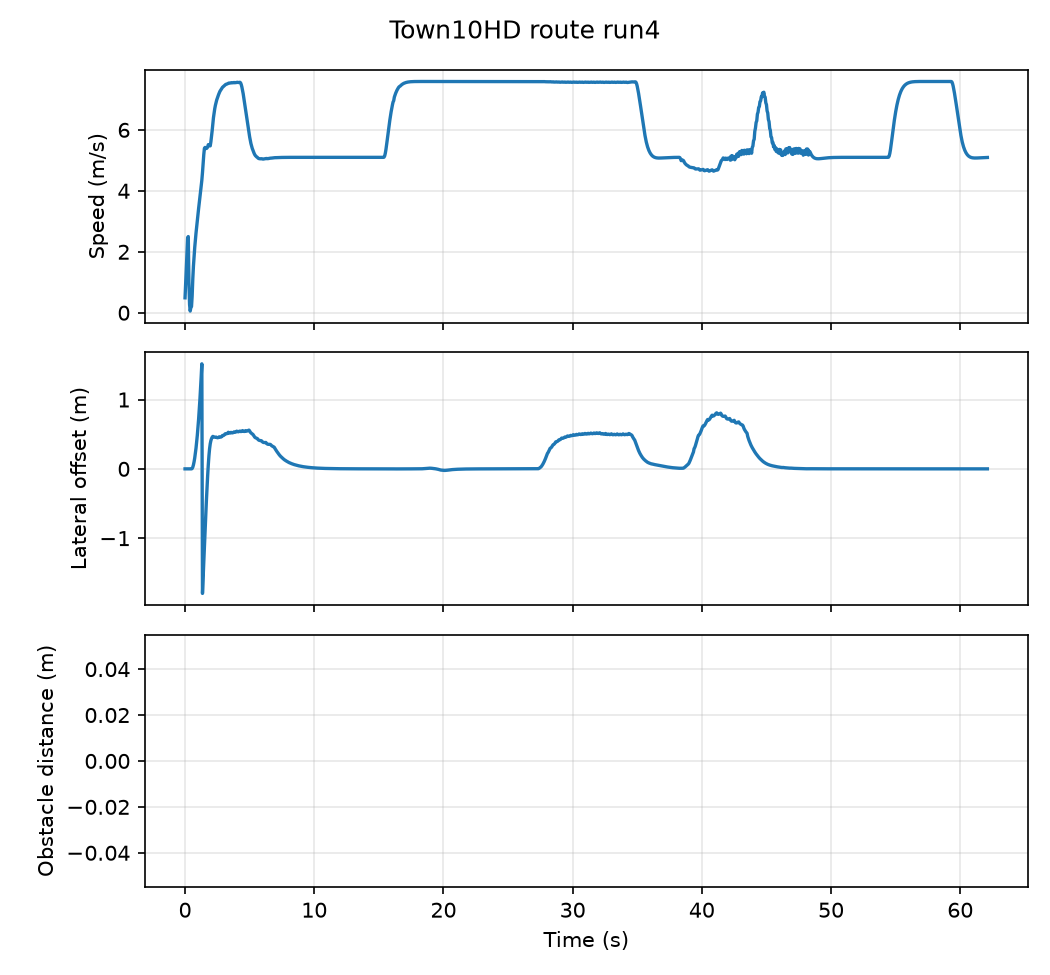 Town10HD route run4
Speed (m/s)
6
4
2
0
Lateral offset (m)
1
0
−1
Obstacle distance (m)
0.04
0.02
0.00
−0.02
−0.04
0 10 20 30 40 50 60
Time (s)